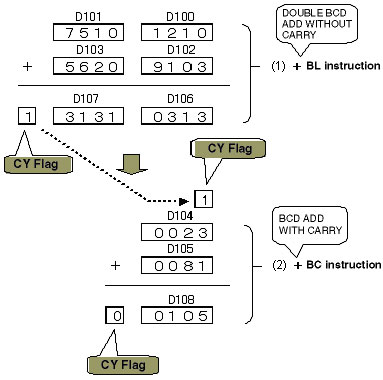 D101 D100
7510 1210
D103 D102
+ 5620 9103
D107 D106
1 3131 0313
CY Flag
DOUBLE BCD
ADD WITHOUT
CARRY
(1) + BL instruction
CY Flag
1
D104
0023
D105
+ 0081
D108
0 0105
CY Flag
BCD ADD
WITH CARRY
(2) + BC instruction